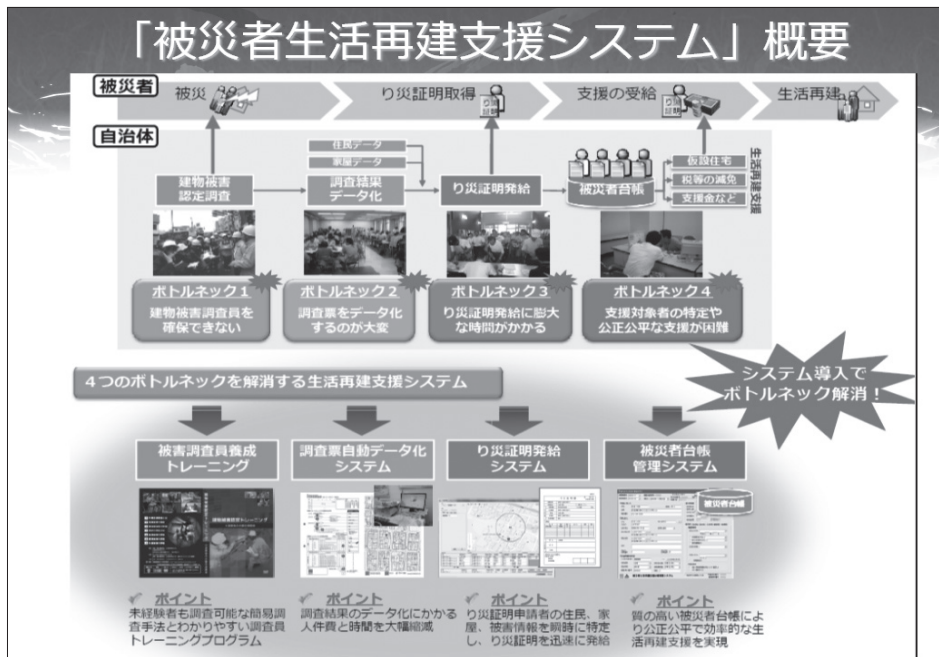 「被災者生活再建支援システム」概要
被災者
被災
り災証明取得
支援の受給
生活再建
自治体
住民データ
家屋データ
建物被害
認定調査
調査結果
データ化
り災証明発給
被災者台帳
仮設住宅
税等の減免
支援金など
生活再建支援
ボトルネック1
建物被害調査員を
確保できない
ボトルネック2
調査票をデータ化
するのが大変
ボトルネック3
り災証明発給に膨大
な時間がかかる
ボトルネック4
支援対象者の特定や
公正公平な支援が困難
システム導入で
ボトルネック解消!
4つのボトルネックを解消する生活再建支援システム
被害調査員養成
トレーニング
調査票自動データ化
システム
り災証明発給
システム
被災者台帳
管理システム
被災者台帳
ポイント
未経験者も調査可能な簡易調
査手法とわかりやすい調査員
トレーニングプログラム
ポイント
調査結果のデータ化にかかる
人件費と時間を大幅縮減
ポイント
り災証明申請者の住民、家
屋、被害情報を瞬時に特定
し、り災証明を迅速に発給
ポイント
質の高い被災者台帳によ
り公正公平で効率的な生
活再建支援を実現